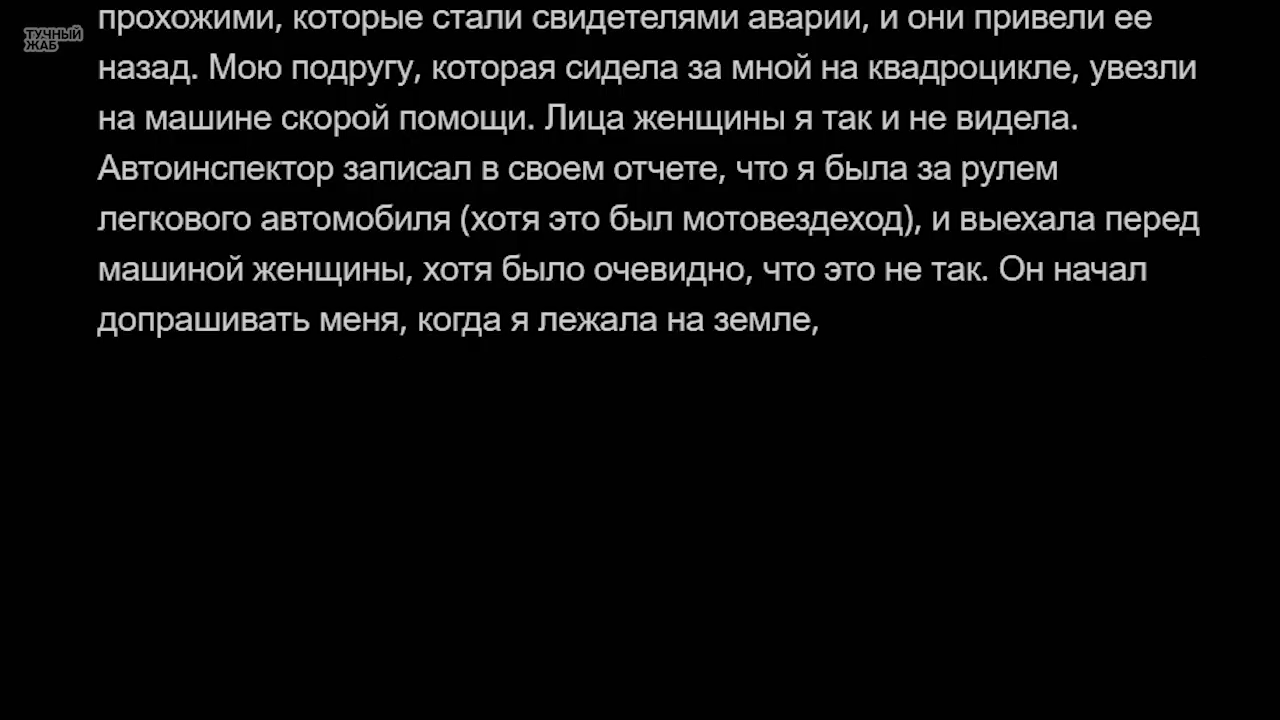 ТУЧНЫЙ
ЖАБ
прохожими, которые стали свидетелями аварии, и они привели ее
назад. Мою подругу, которая сидела за мной на квадроцикле, увезли
на машине скорой помощи. Лица женщины я так и не видела.
Автоинспектор записал в своем отчете, что я была за рулем
легкового автомобиля (хотя это был мотовездеход), и выехала перед
машиной женщины, хотя было очевидно, что это не так. Он начал
допрашивать меня, когда я лежала на земле,